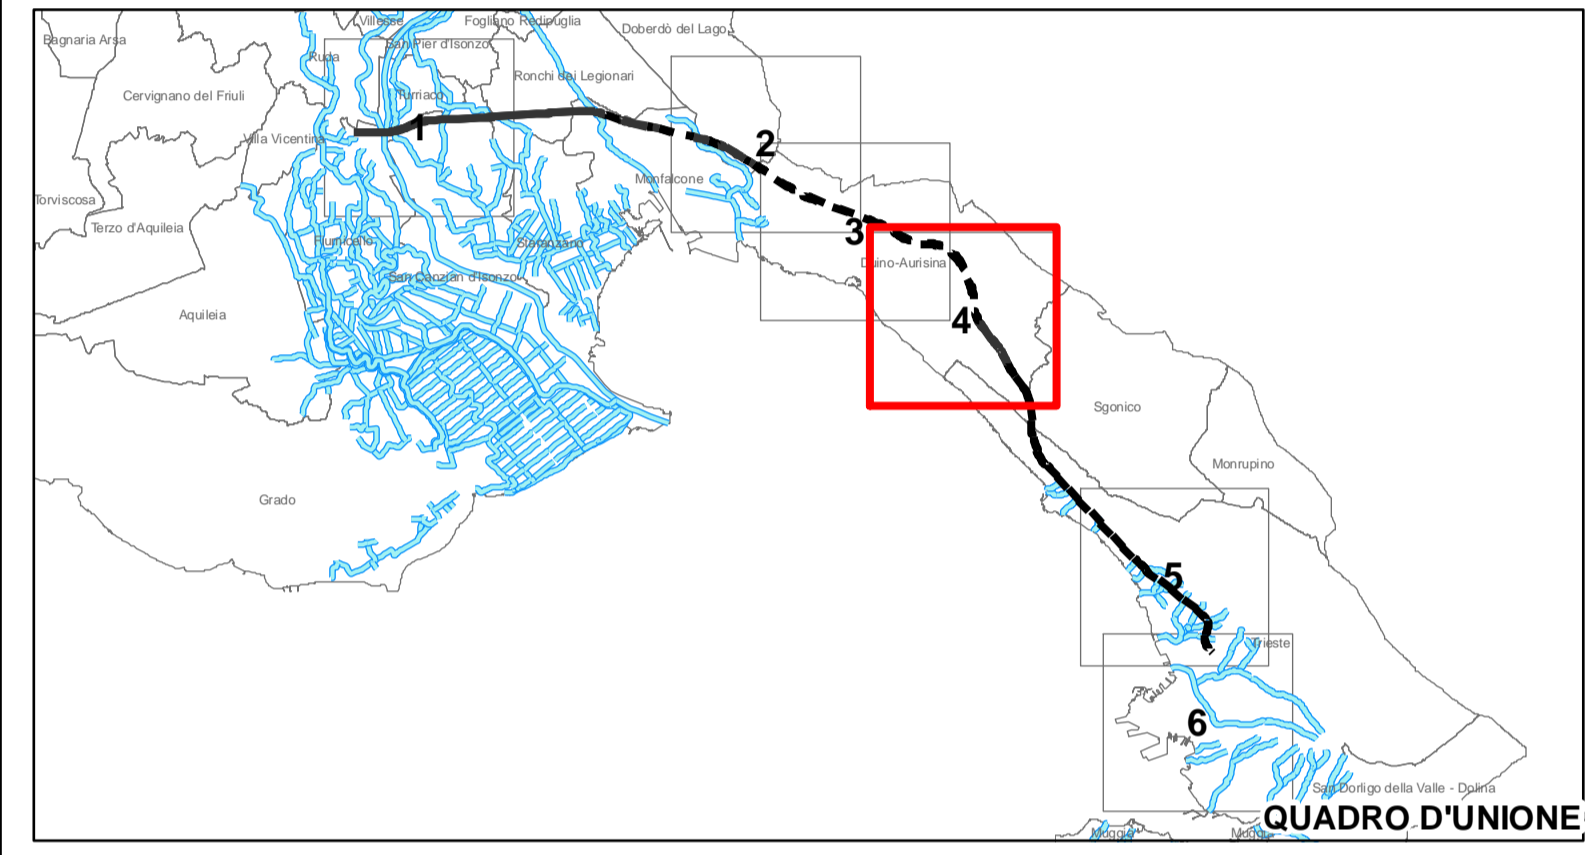 Villesse
Fogliano Redipuglia
Doberdò del Lago
Bagnaria Arsa
San Pier d'Isonzo
Ruda
Ronchi dei Legionari
Cervignano del Friuli
Turriaco
1
Villa Vicentina
2
Monfalcone
Torviscosa
Terzo d'Aquileia
3
Fiumicello
Staranzano
Duino-Aurisina
San Canzian d'Isonzo
Aquileia
4
Sgonico
Monrupino
Grado
5
Trieste
6
San Dorligo della Valle - Dolina
QUADRO D'UNIONE
Muggia
Muggia